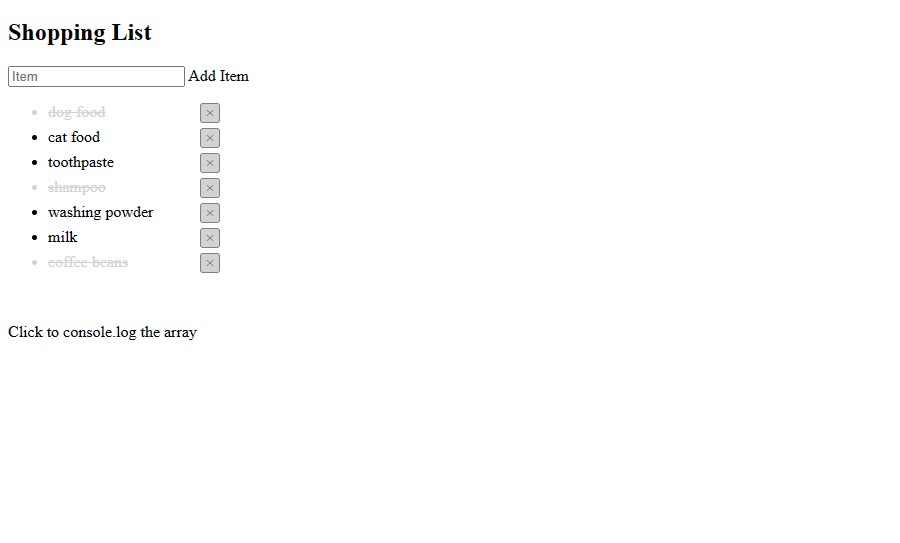 Shopping List
Item Add Item
dog food ×
cat food ×
toothpaste ×
shampoo ×
washing powder ×
milk ×
coffee beans ×
Click to console.log the array